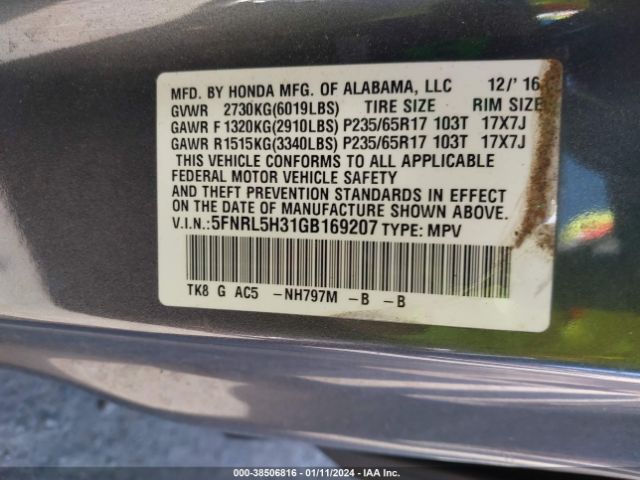 MFD. BY HONDA MFG. OF ALABAMA, LLC 12/'16
GVWR 2730KG(6019LBS) TIRE SIZE RIM SIZE
GAWR F 1320KG(2910LBS) P235/65R17 103T 17X7J
GAWR R1515KG(3340LBS) P235/65R17 103T 17X7J
THIS VEHICLE CONFORMS TO ALL APPLICABLE
FEDERAL MOTOR VEHICLE SAFETY
AND THEFT PREVENTION STANDARDS IN EFFECT
ON THE DATE OF MANUFACTURE SHOWN ABOVE.
V.I.N.: 5FNRL5H31GB169207 TYPE: MPV
TK8 G AC5 -NH797M -B -B
000-38506816 - 01/11/2024 - IAA Inc.